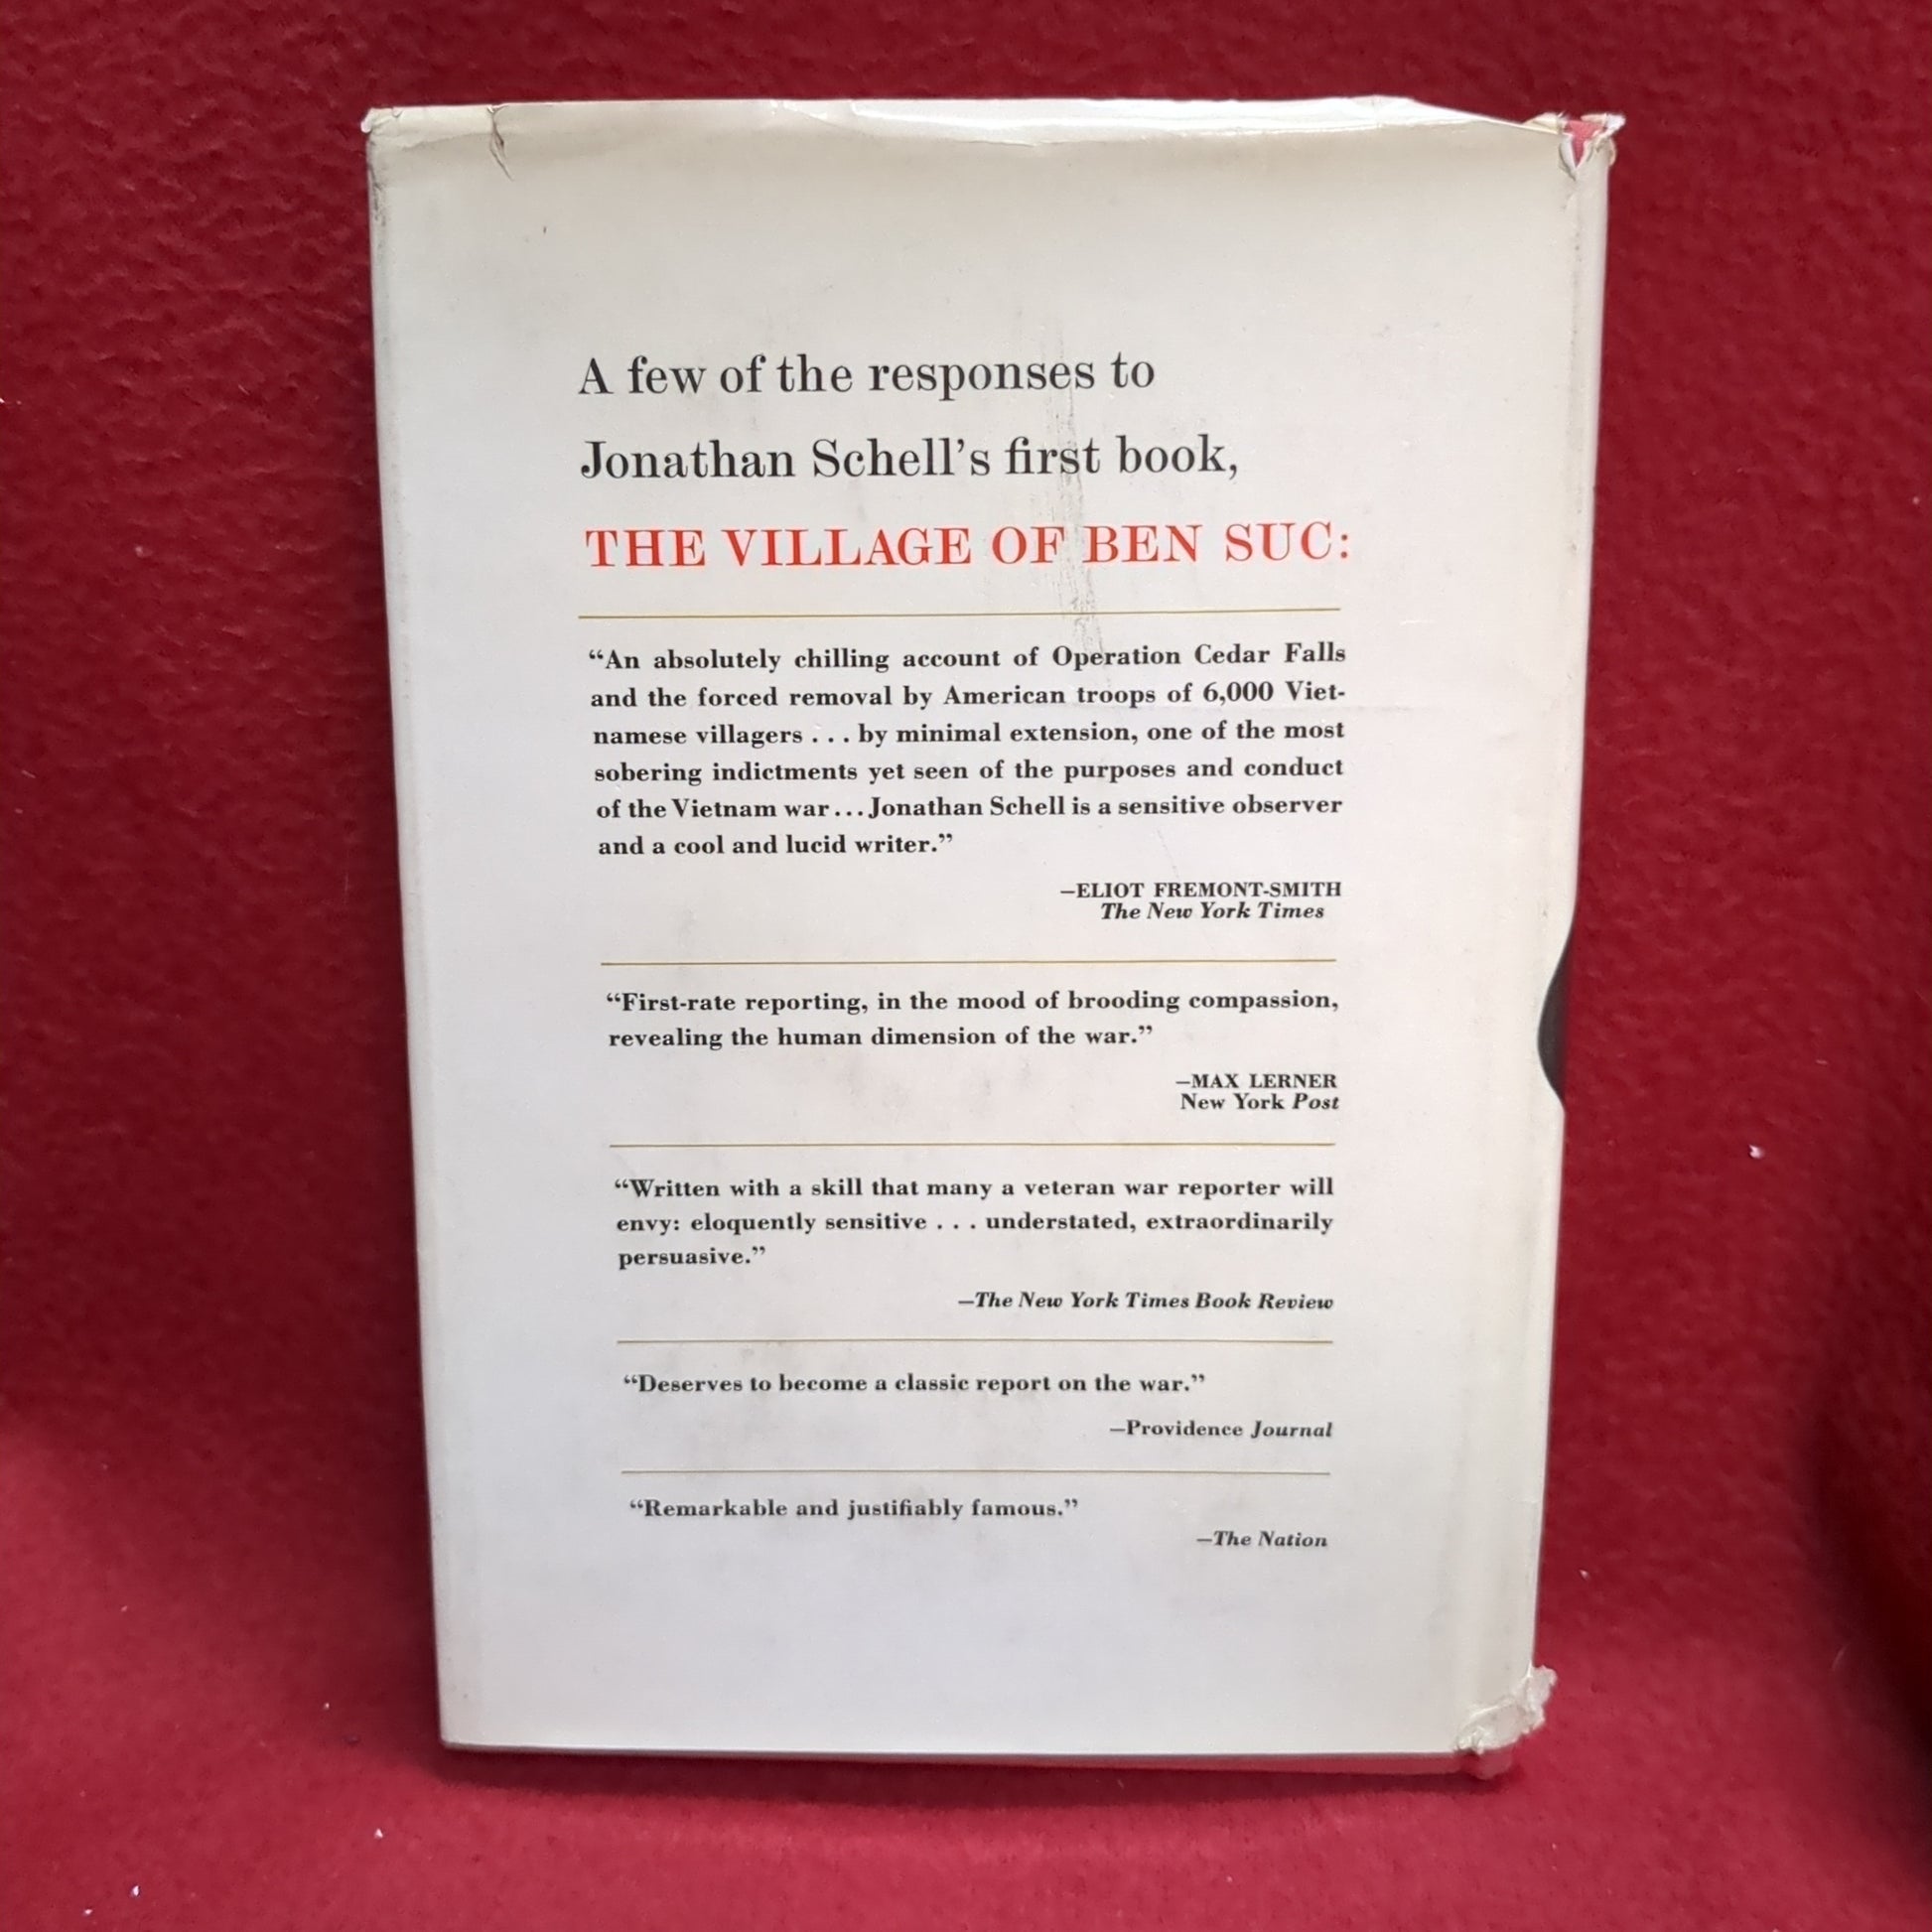 A few of the responses to
Jonathan Schell’s first book,
THE VILLAGE OF BEN SUC:
“An absolutely chilling account of Operation Cedar Falls
and the forced removal by American troops of 6,000 Viet-
namese villagers . . . by minimal extension, one of the most
sobering indictments yet seen of the purposes and conduct
of the Vietnam war . . . Jonathan Schell is a sensitive observer
and a cool and lucid writer.”
—ELIOT FREMONT-SMITH
The New York Times
“First-rate reporting, in the mood of brooding compassion,
revealing the human dimension of the war.”
—MAX LERNER
New York Post
“Written with a skill that many a veteran war reporter will
envy: eloquently sensitive . . . understated, extraordinarily
persuasive.”
—The New York Times Book Review
“Deserves to become a classic report on the war.”
—Providence Journal
“Remarkable and justifiably famous.”
—The Nation